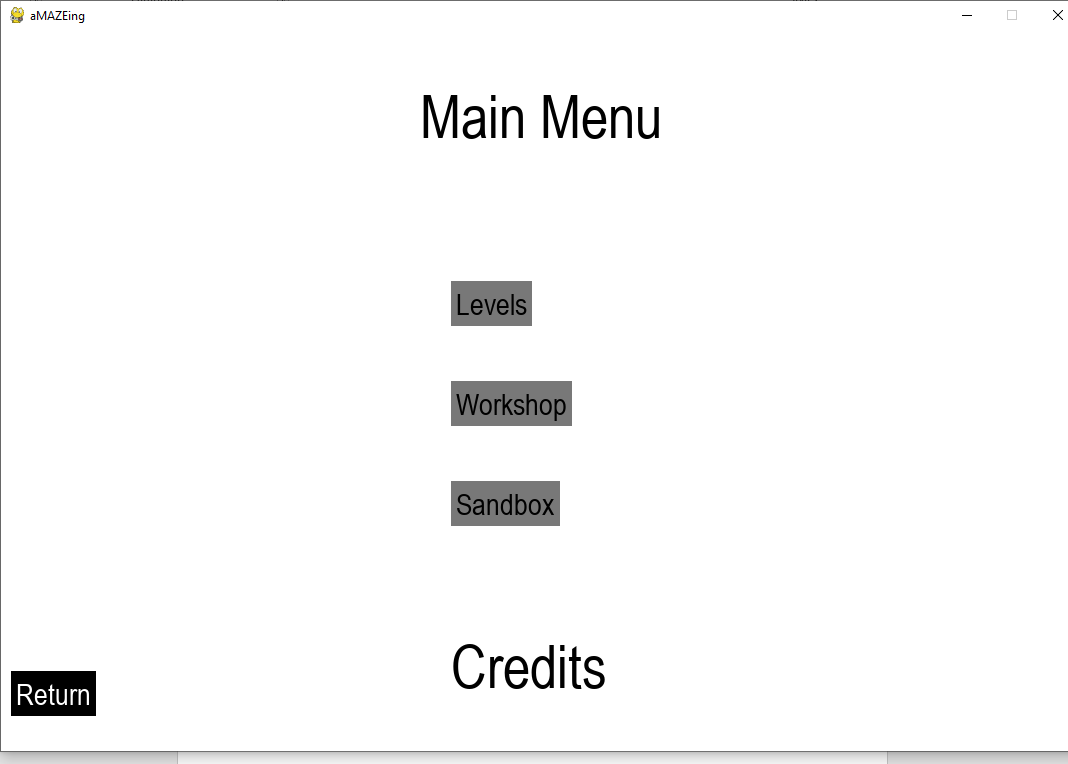 aMAZEing
Main Menu
Levels
Workshop
Sandbox
Credits
Return